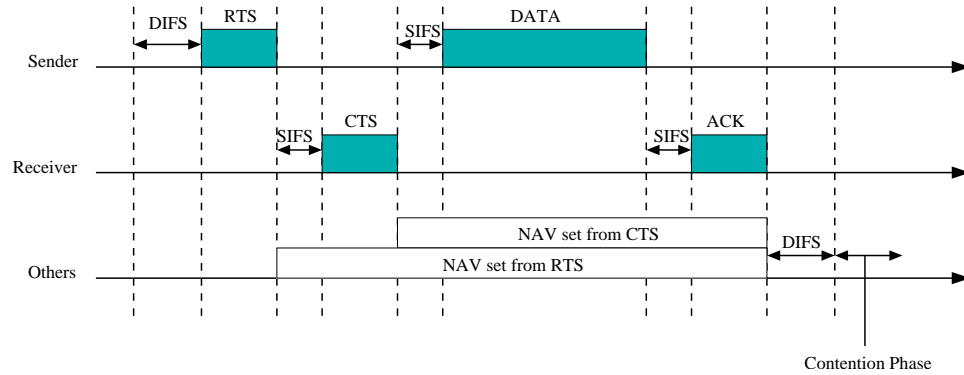 DIFS
RTS
SIFS
DATA
Sender
SIFS
CTS
SIFS
ACK
Receiver
NAV set from CTS
DIFS
NAV set from RTS
Others
Contention Phase